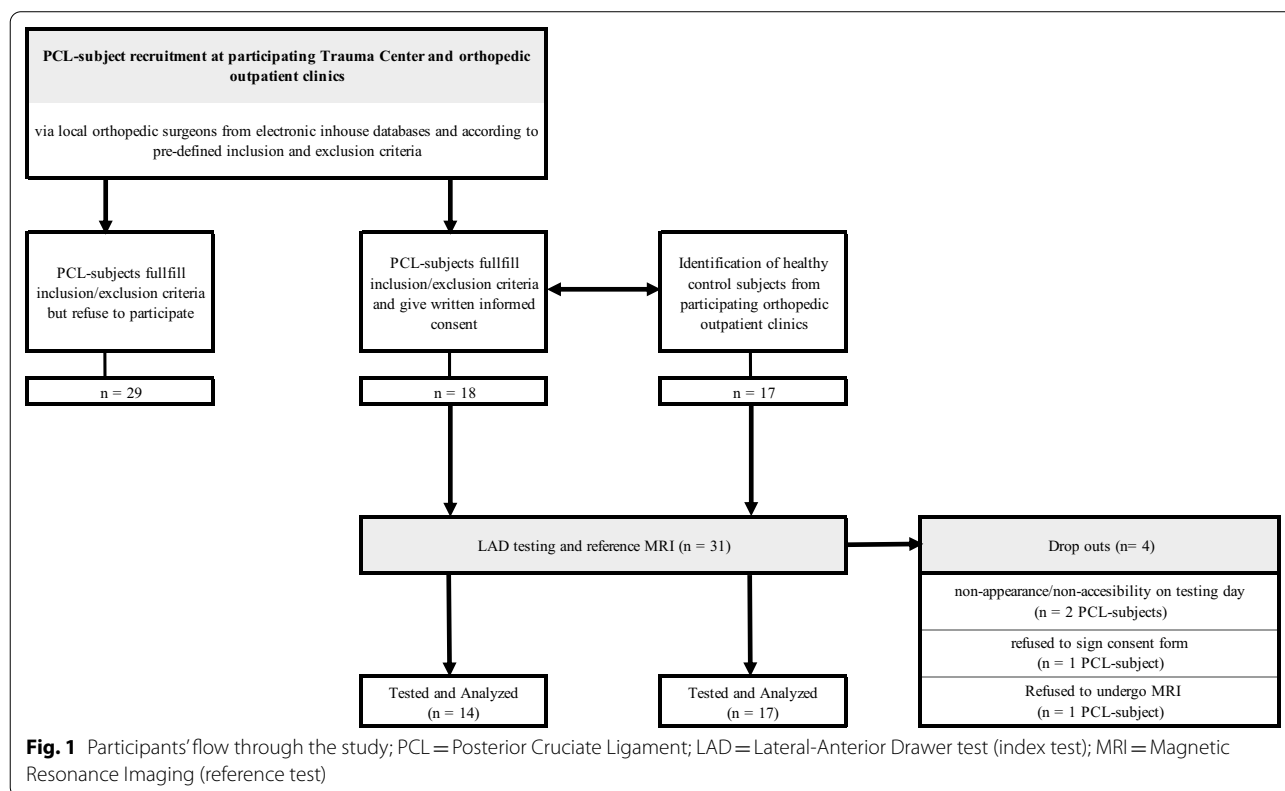 PCL-subject recruitment at participating Trauma Center and orthopedic
outpatient clinics
via local orthopedic surgeons from electronic inhouse databases and according to
pre-defined inclusion and exclusion criteria
PCL-subjects fullfill
inclusion/exclusion criteria
but refuse to participate
PCL-subjects fullfill
inclusion/exclusion criteria
and give written informed
consent
Identification of healthy
control subjects from
participating orthopedic
outpatient clinics
n = 29
n = 18
n = 17
LAD testing and reference MRI (n = 31)
Drop outs (n= 4)
non-appearance/non-accesibility on testing day
(n = 2 PCL-subjects)
refused to sign consent form
(n = 1 PCL-subject)
Refused to undergo MRI
(n = 1 PCL-subject)
Tested and Analyzed
(n = 14)
Tested and Analyzed
(n = 17)
Fig. 1 Participants' flow through the study; PCL = Posterior Cruciate Ligament; LAD = Lateral-Anterior Drawer test (index test); MRI = Magnetic
Resonance Imaging (reference test)